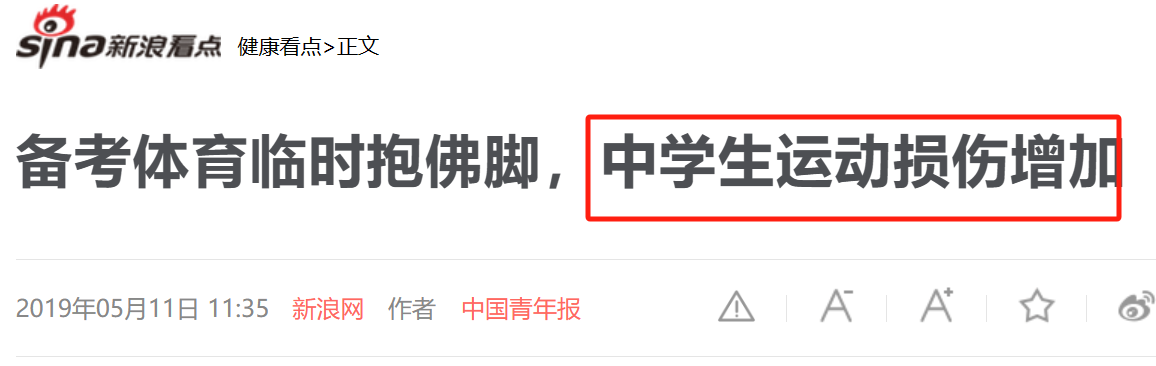 sina新浪看点 健康看点>正文
备考体育临时抱佛脚，中学生运动损伤增加
2019年05月11日 11:35 新浪网 作者 中国青年报 A- A+